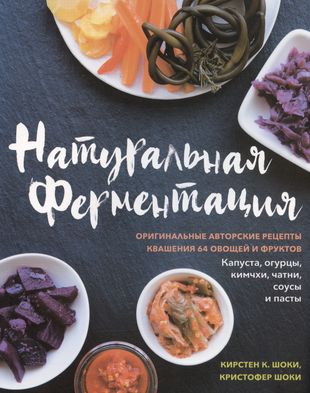 Натуральная
Ферментация
ОРИГИНАЛЬНЫЕ АВТОРСКИЕ РЕЦЕПТЫ
КВАШЕНИЯ 64 ОВОЩЕЙ И ФРУКТОВ
Капуста, огурцы,
кимчхи, чатни,
соусы
и пасты
КИРСТЕН К. ШОКИ,
КРИСТОФЕР ШОКИ